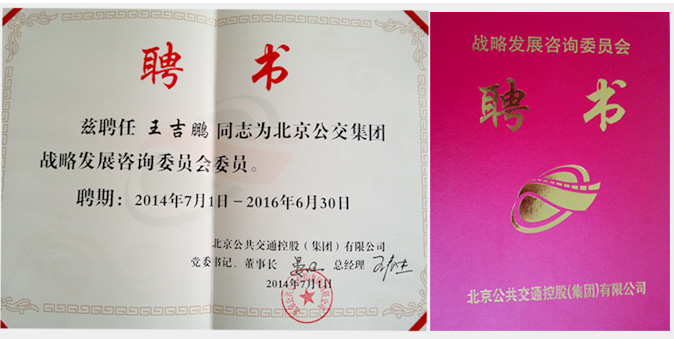 聘 书
兹聘任 王吉鹏 同志为北京公交集团
战略发展咨询委员会委员。
聘期：2014年7月1日－2016年6月30日
北京公共交通控股（集团）有限公司
党委书记、董事长 总经理
2014年7月1日
战略发展咨询委员会
聘 书
北京公共交通控股(集团)有限公司